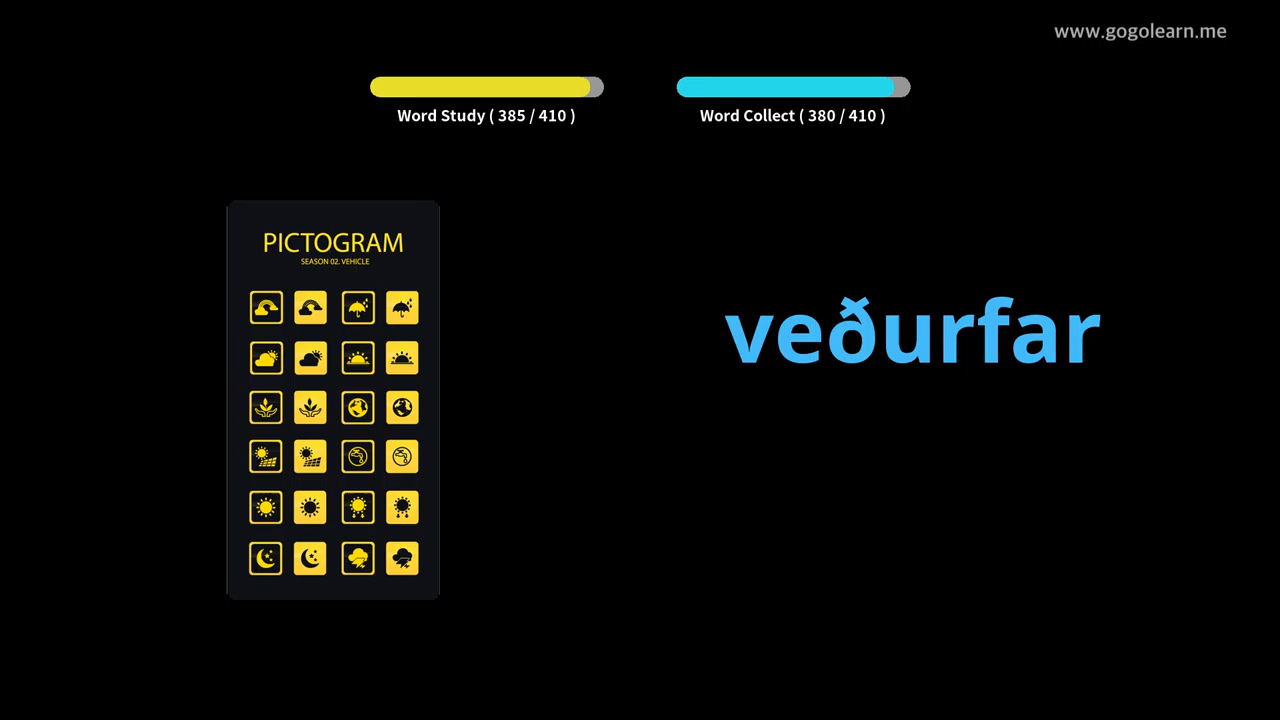 www.gogolearn.me
Word Study ( 385 / 410 )
Word Collect ( 380 / 410 )
PICTOGRAM
SEASON 02. VEHICLE
veðurfar